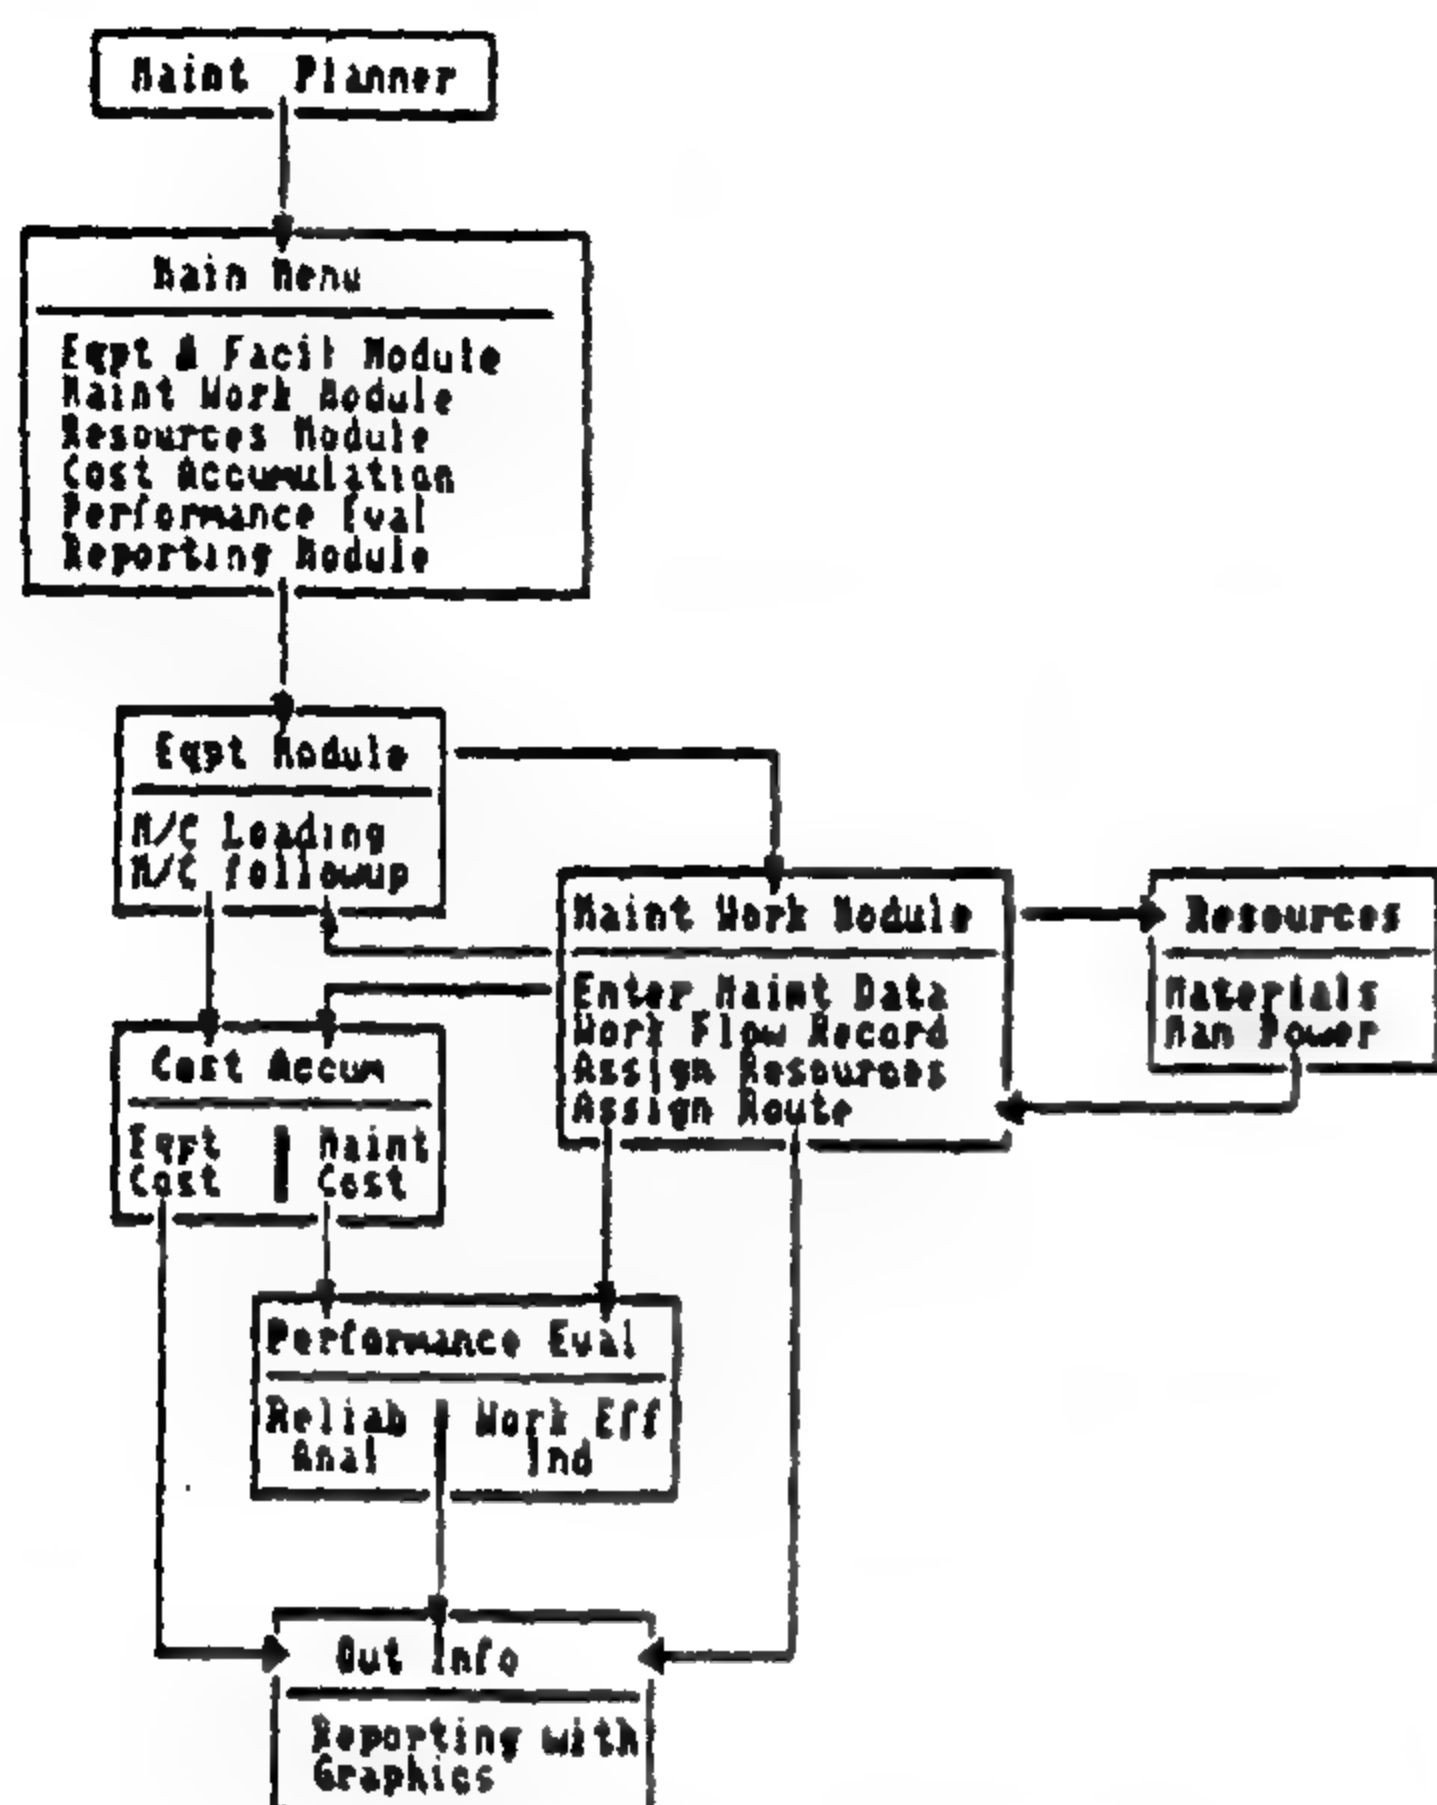 Maint Planner
Main Menu
Eqpt & Facil Module
Maint Work Module
Resources Module
Cost Accumulation
Performance Eval
Reporting Module
Eqpt Module
M/C Loading
M/C followup
Maint Work Module
Enter Maint Data
Work Flow Record
Assign Resources
Assign Route
Resources
Materials
Man Power
Cost Accum
Eqpt Maint
Cost Cost
Performance Eval
Reliab Work Eff
Anal Ind
Out Info
Reporting with
Graphics